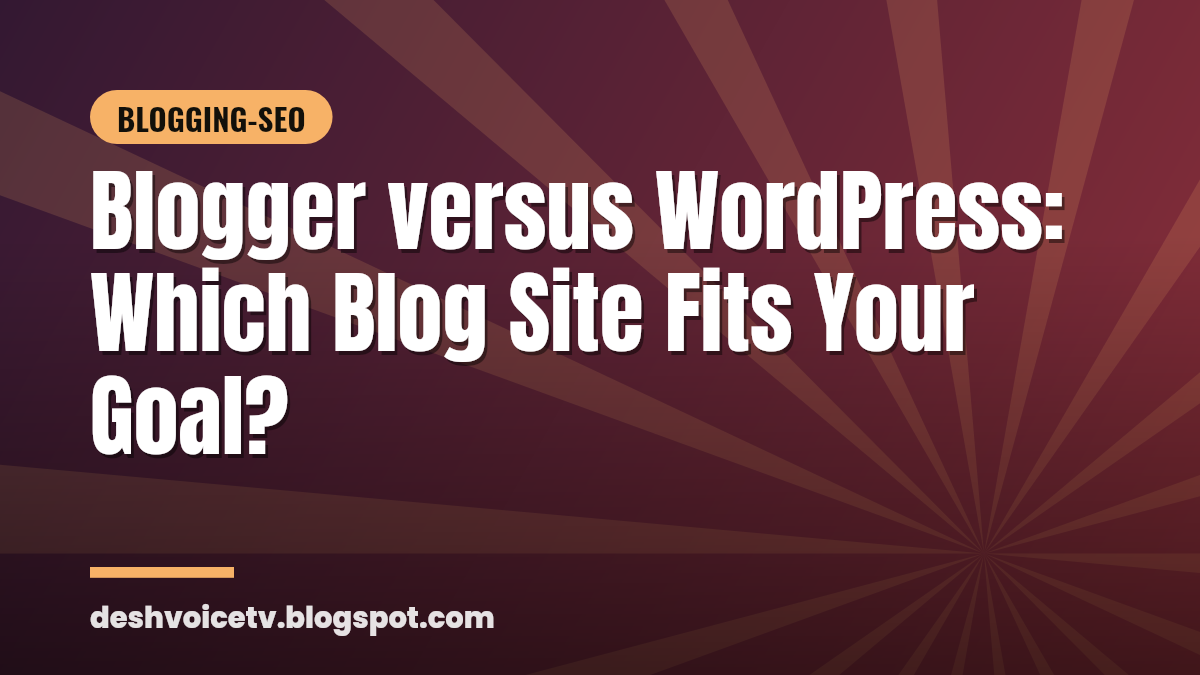 BLOGGING-SEO
Blogger versus WordPress:
Which Blog Site Fits Your
Goal?
deshvoicetv.blogspot.com